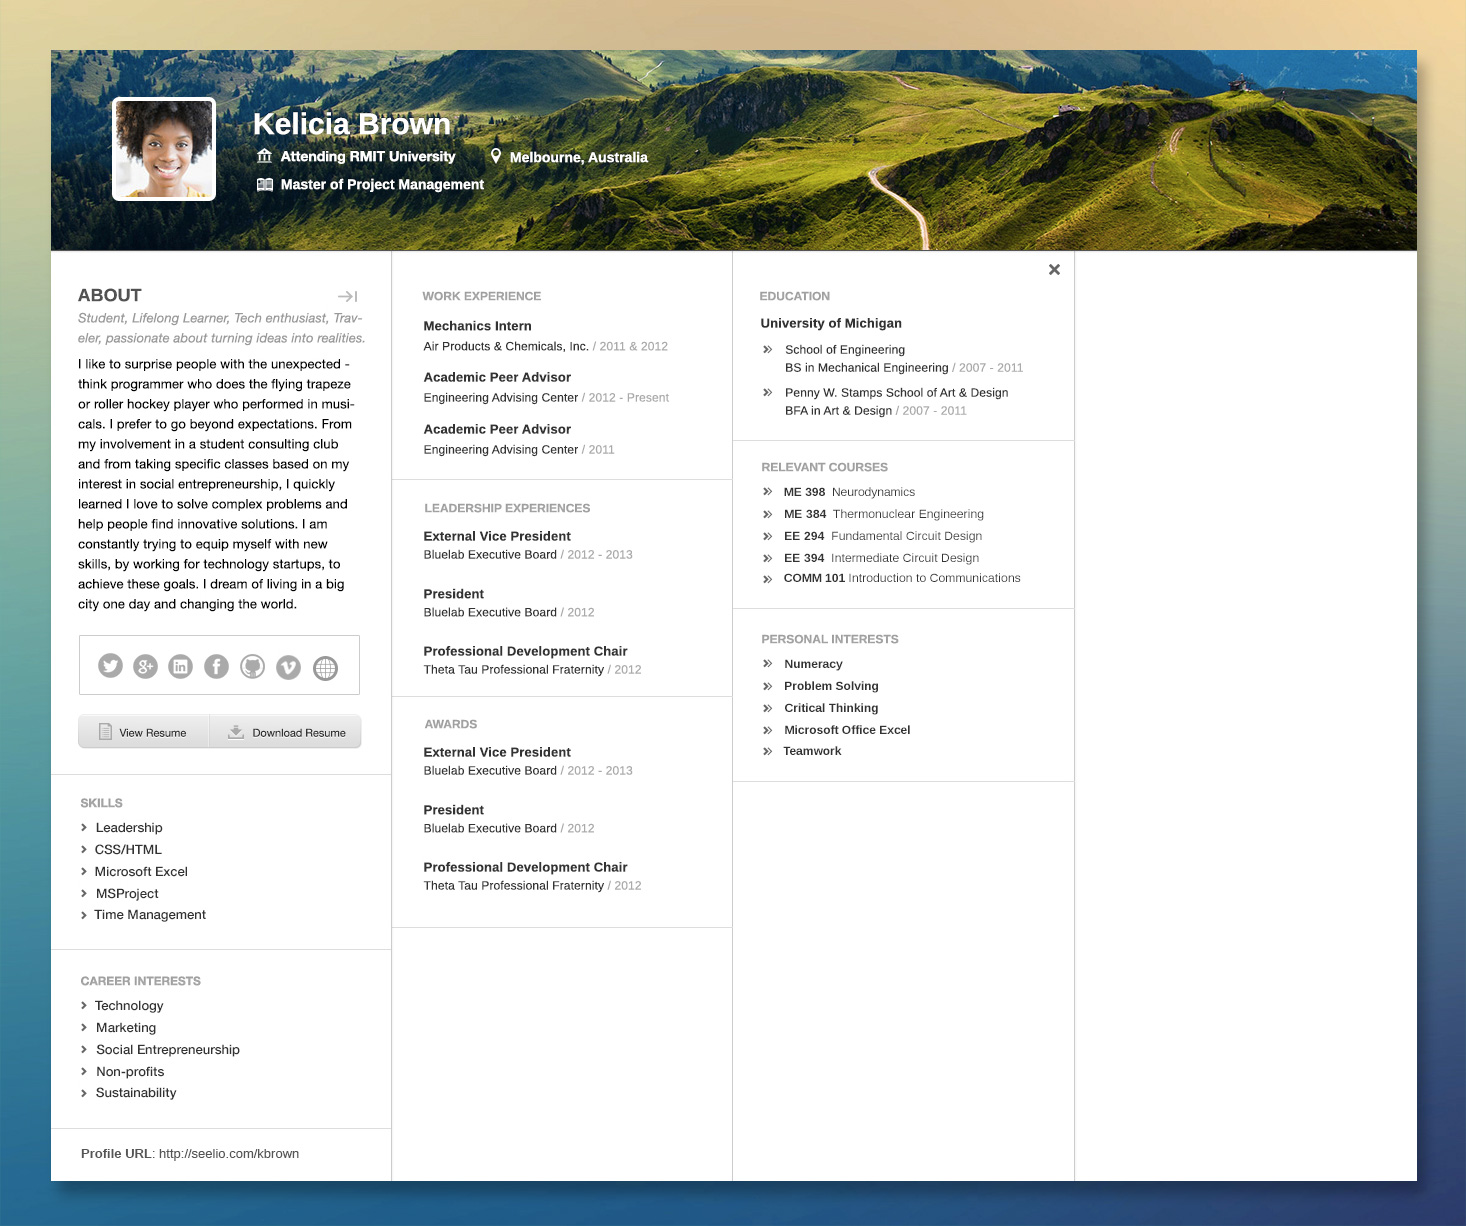 Kelicia Brown
Attending RMIT University
Melbourne, Australia
Master of Project Management
ABOUT
Student, Lifelong Learner, Tech enthusiast, Trav-
eler, passionate about turning ideas into realities.
I like to surprise people with the unexpected -
think programmer who does the flying trapeze
or roller hockey player who performed in musi-
cals. I prefer to go beyond expectations. From
my involvement in a student consulting club
and from taking specific classes based on my
interest in social entrepreneurship, I quickly
learned I love to solve complex problems and
help people find innovative solutions. I am
constantly trying to equip myself with new
skills, by working for technology startups, to
achieve these goals. I dream of living in a big
city one day and changing the world.
View Resume
Download Resume
SKILLS
Leadership
CSS/HTML
Microsoft Excel
MSProject
Time Management
CAREER INTERESTS
Technology
Marketing
Social Entrepreneurship
Non-profits
Sustainability
Profile URL: http://seelio.com/kbrown
WORK EXPERIENCE
Mechanics Intern
Air Products & Chemicals, Inc. / 2011 & 2012
Academic Peer Advisor
Engineering Advising Center / 2012 - Present
Academic Peer Advisor
Engineering Advising Center / 2011
LEADERSHIP EXPERIENCES
External Vice President
Bluelab Executive Board / 2012 - 2013
President
Bluelab Executive Board / 2012
Professional Development Chair
Theta Tau Professional Fraternity / 2012
AWARDS
External Vice President
Bluelab Executive Board / 2012 - 2013
President
Bluelab Executive Board / 2012
Professional Development Chair
Theta Tau Professional Fraternity / 2012
EDUCATION
University of Michigan
School of Engineering
BS in Mechanical Engineering / 2007 - 2011
Penny W. Stamps School of Art & Design
BFA in Art & Design / 2007 - 2011
RELEVANT COURSES
ME 398 Neurodynamics
ME 384 Thermonuclear Engineering
EE 294 Fundamental Circuit Design
EE 394 Intermediate Circuit Design
COMM 101 Introduction to Communications
PERSONAL INTERESTS
Numeracy
Problem Solving
Critical Thinking
Microsoft Office Excel
Teamwork